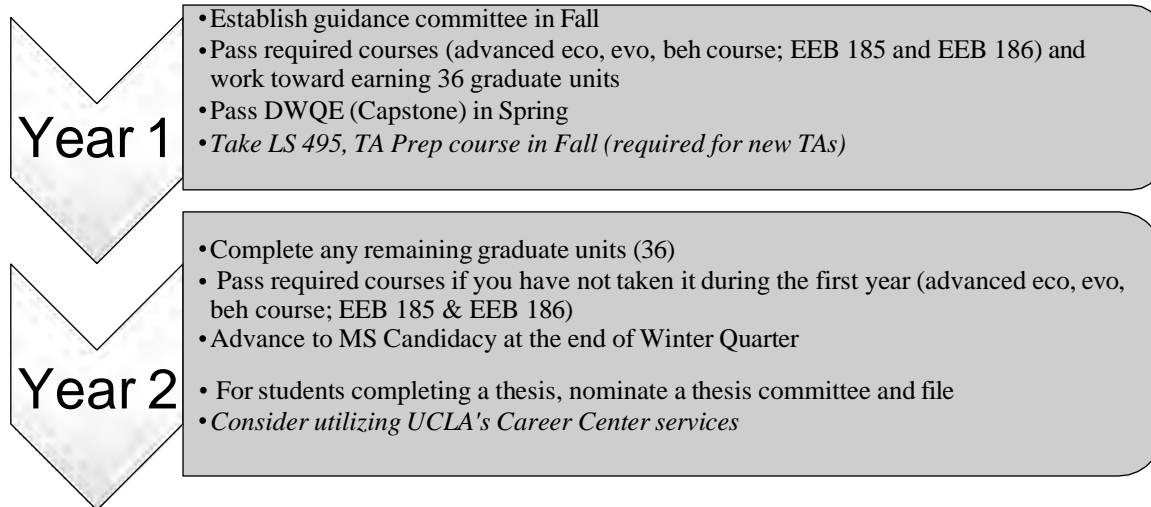 Year 1
•Establish guidance committee in Fall
•Pass required courses (advanced eco, evo, beh course; EEB 185 and EEB 186) and
work toward earning 36 graduate units
•Pass DWQE (Capstone) in Spring
•Take LS 495, TA Prep course in Fall (required for new TAs)
Year 2
•Complete any remaining graduate units (36)
• Pass required courses if you have not taken it during the first year (advanced eco, evo,
beh course; EEB 185 & EEB 186)
•Advance to MS Candidacy at the end of Winter Quarter
• For students completing a thesis, nominate a thesis committee and file
•Consider utilizing UCLA's Career Center services